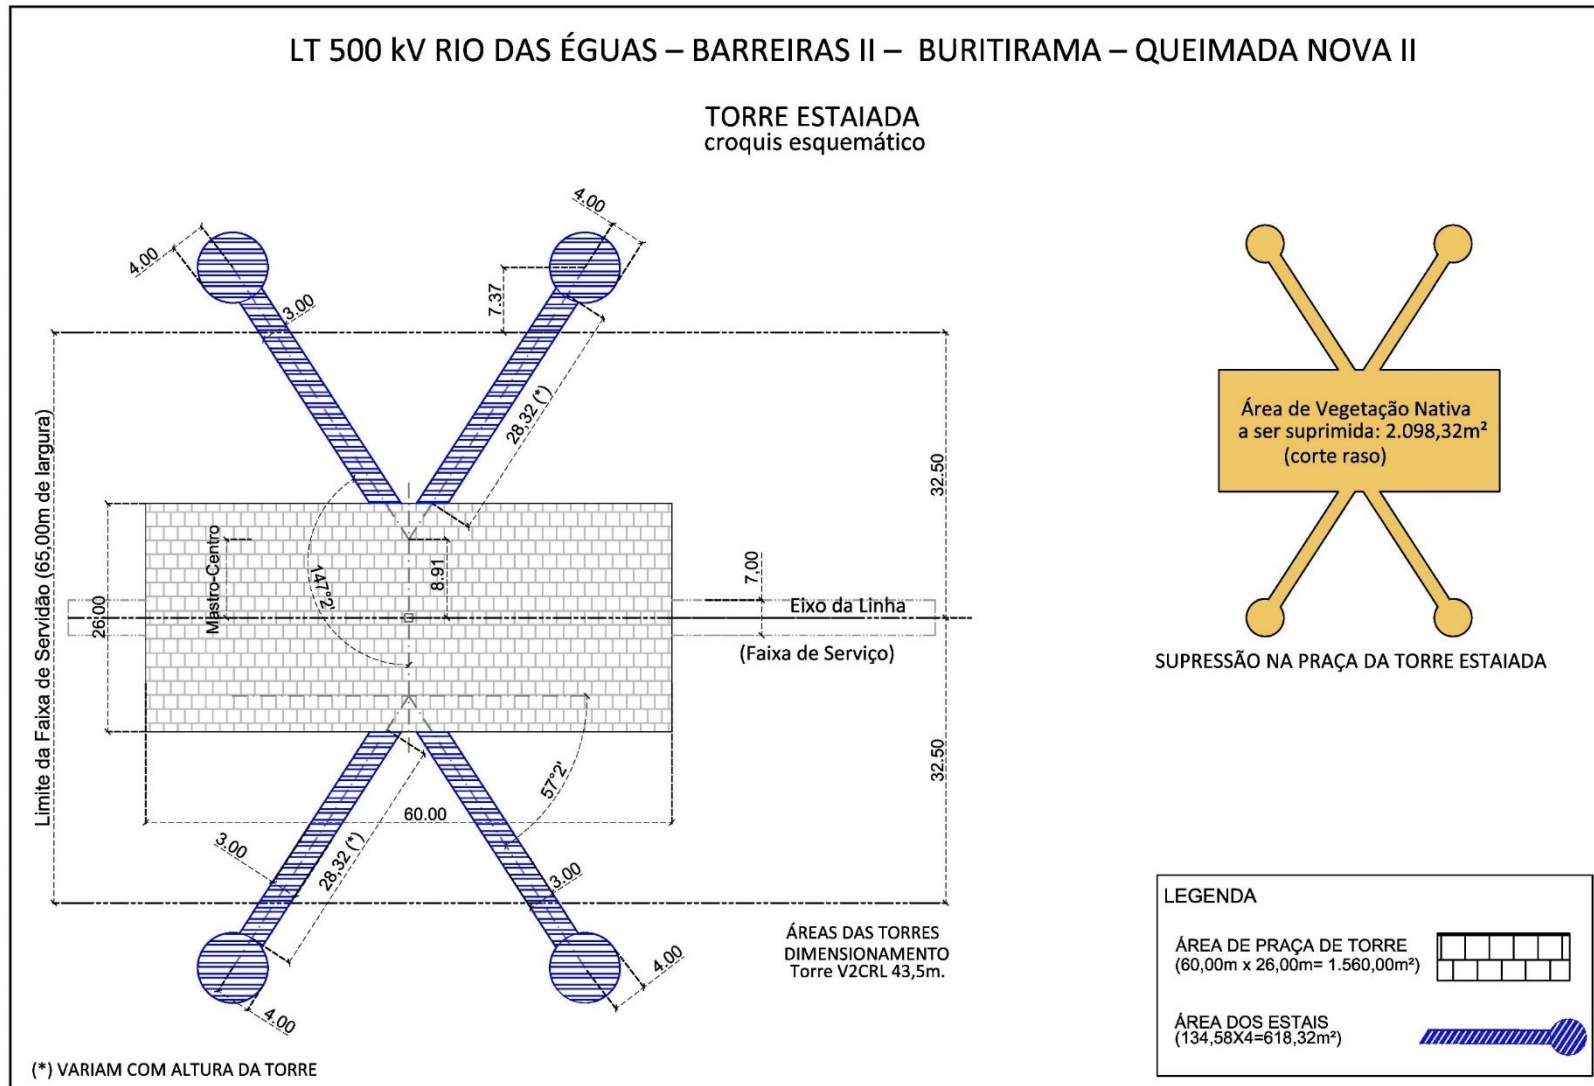 LT 500 kV RIO DAS ÉGUAS – BARREIRAS II – BURITIRAMA – QUEIMADA NOVA II
TORRE ESTAIADA
croquis esquemático
4.00
4.00
3.00
7.37
28,32 (*)
Limite da Faixa de Servidão (65,00m de largura)
32.50
26.00
Mastro-Centro
147°2'
8.91
7,00
Eixo da Linha
(Faixa de Serviço)
32.50
57°2'
60.00
3.00
28,32 (*)
3.00
4.00
4.00
ÁREAS DAS TORRES
DIMENSIONAMENTO
Torre V2CRL 43,5m.
(*) VARIAM COM ALTURA DA TORRE
Área de Vegetação Nativa
a ser suprimida: 2.098,32m²
(corte raso)
SUPRESSÃO NA PRAÇA DA TORRE ESTAIADA
LEGENDA
ÁREA DE PRAÇA DE TORRE
(60,00m x 26,00m= 1.560,00m²)
ÁREA DOS ESTAIS
(134,58X4=618,32m²)